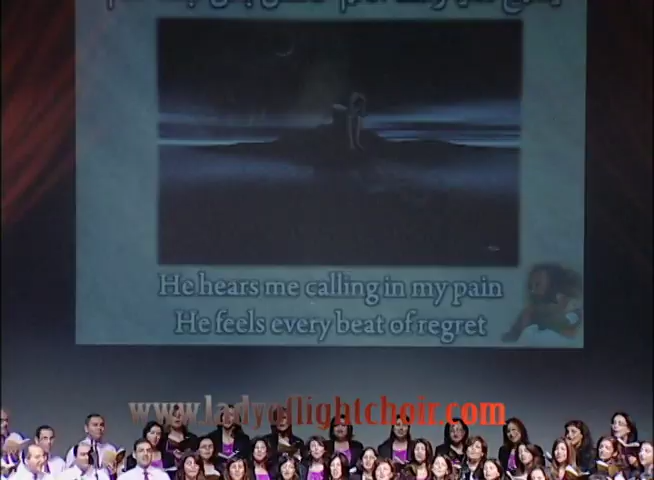 He hears me calling in my pain
He feels every beat of regret
www.ladyoflightchoir.com